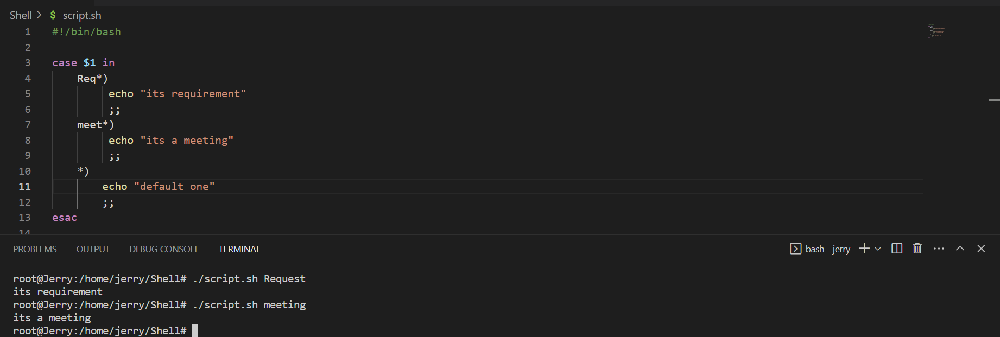 Shell > $ script.sh
1 #!/bin/bash
2
3 case $1 in
4 Req*)
5 echo "its requirement"
6 ;;
7 meet*)
8 echo "its a meeting"
9 ;;
10 *)
11 echo "default one"
12 ;;
13 esac
14
PROBLEMS OUTPUT DEBUG CONSOLE TERMINAL bash - jerry
root@Jerry:/home/jerry/Shell# ./script.sh Request
its requirement
root@Jerry:/home/jerry/Shell# ./script.sh meeting
its a meeting
root@Jerry:/home/jerry/Shell#